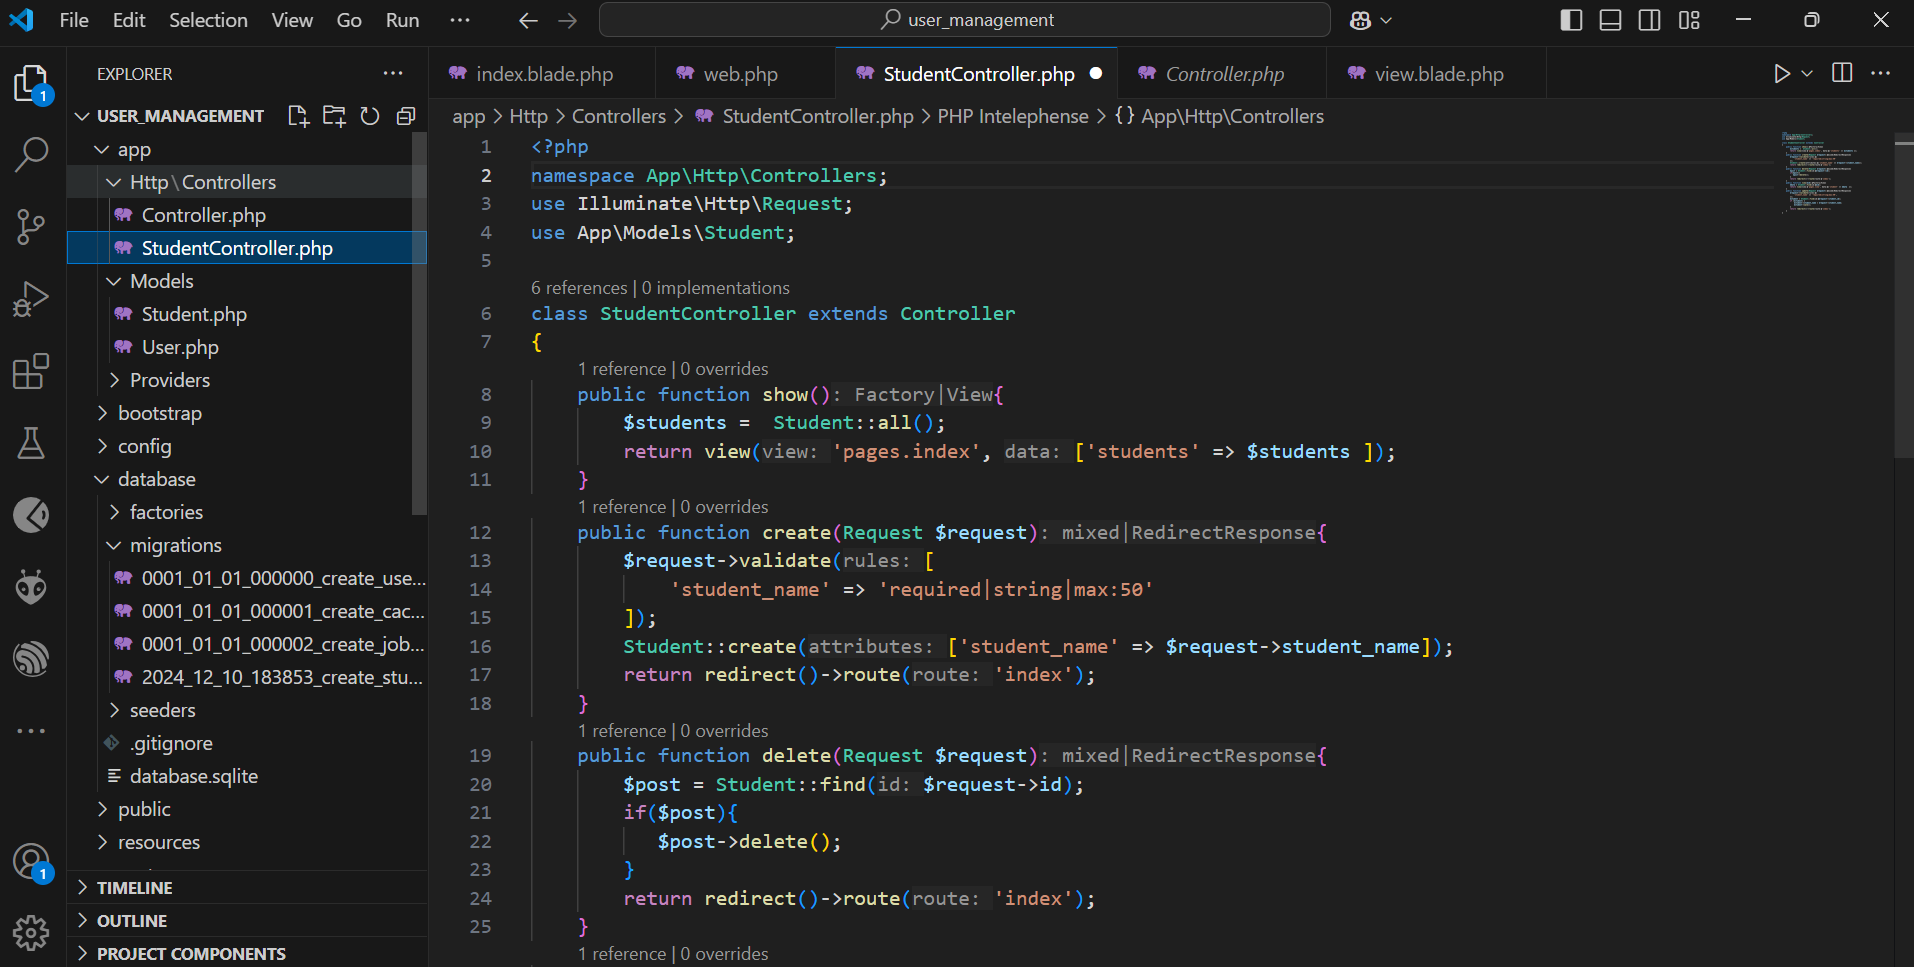 File Edit Selection View Go Run ··· user_management
EXPLORER ···
USER_MANAGEMENT
app
Http\Controllers
Controller.php
StudentController.php
Models
Student.php
User.php
Providers
bootstrap
config
database
factories
migrations
0001_01_01_000000_create_use...
0001_01_01_000001_create_cac...
0001_01_01_000002_create_job...
2024_12_10_183853_create_stu...
seeders
.gitignore
database.sqlite
public
resources
TIMELINE
OUTLINE
PROJECT COMPONENTS
1
1
index.blade.php web.php StudentController.php Controller.php view.blade.php
app > Http > Controllers > StudentController.php > PHP Intelephense > {} App\Http\Controllers
1 <?php
2 namespace App\Http\Controllers;
3 use Illuminate\Http\Request;
4 use App\Models\Student;
5
6 references | 0 implementations
6 class StudentController extends Controller
7 {
1 reference | 0 overrides
8 public function show(): Factory|View{
9 $students =  Student::all();
10 return view(view: 'pages.index', data: ['students' => $students ]);
11 }
1 reference | 0 overrides
12 public function create(Request $request): mixed|RedirectResponse{
13 $request->validate(rules: [
14 'student_name' => 'required|string|max:50'
15 ]);
16 Student::create(attributes: ['student_name' => $request->student_name]);
17 return redirect()->route(route: 'index');
18 }
1 reference | 0 overrides
19 public function delete(Request $request): mixed|RedirectResponse{
20 $post = Student::find(id: $request->id);
21 if($post){
22 $post->delete();
23 }
24 return redirect()->route(route: 'index');
25 }
1 reference | 0 overrides